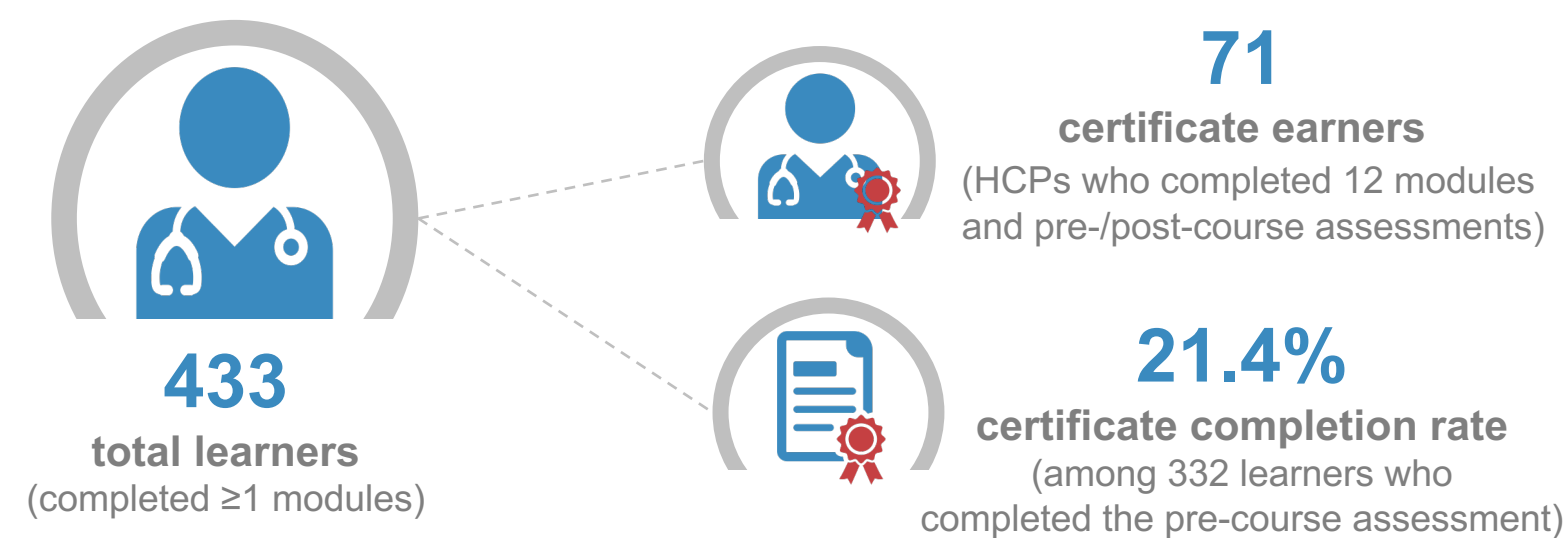 433
total learners
(completed ≥1 modules)
71
certificate earners
(HCPs who completed 12 modules
and pre-/post-course assessments)
21.4%
certificate completion rate
(among 332 learners who
completed the pre-course assessment)